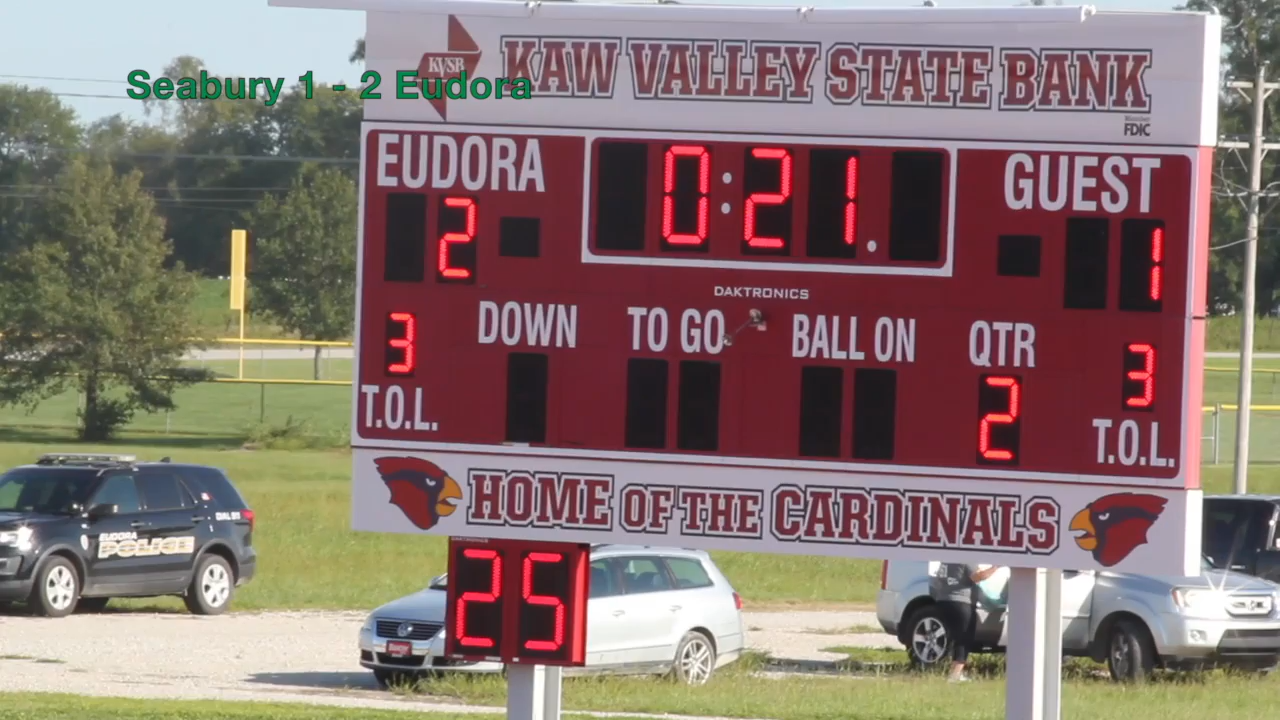 KVSB KAW VALLEY STATE BANK
Member
FDIC
Seabury 1 - 2 Eudora
EUDORA 0:21. GUEST
2 1
DAKTRONICS
3 DOWN TO GO BALL ON QTR 3
T.O.L. 2 T.O.L.
HOME OF THE CARDINALS
25
EUDORA
POLICE